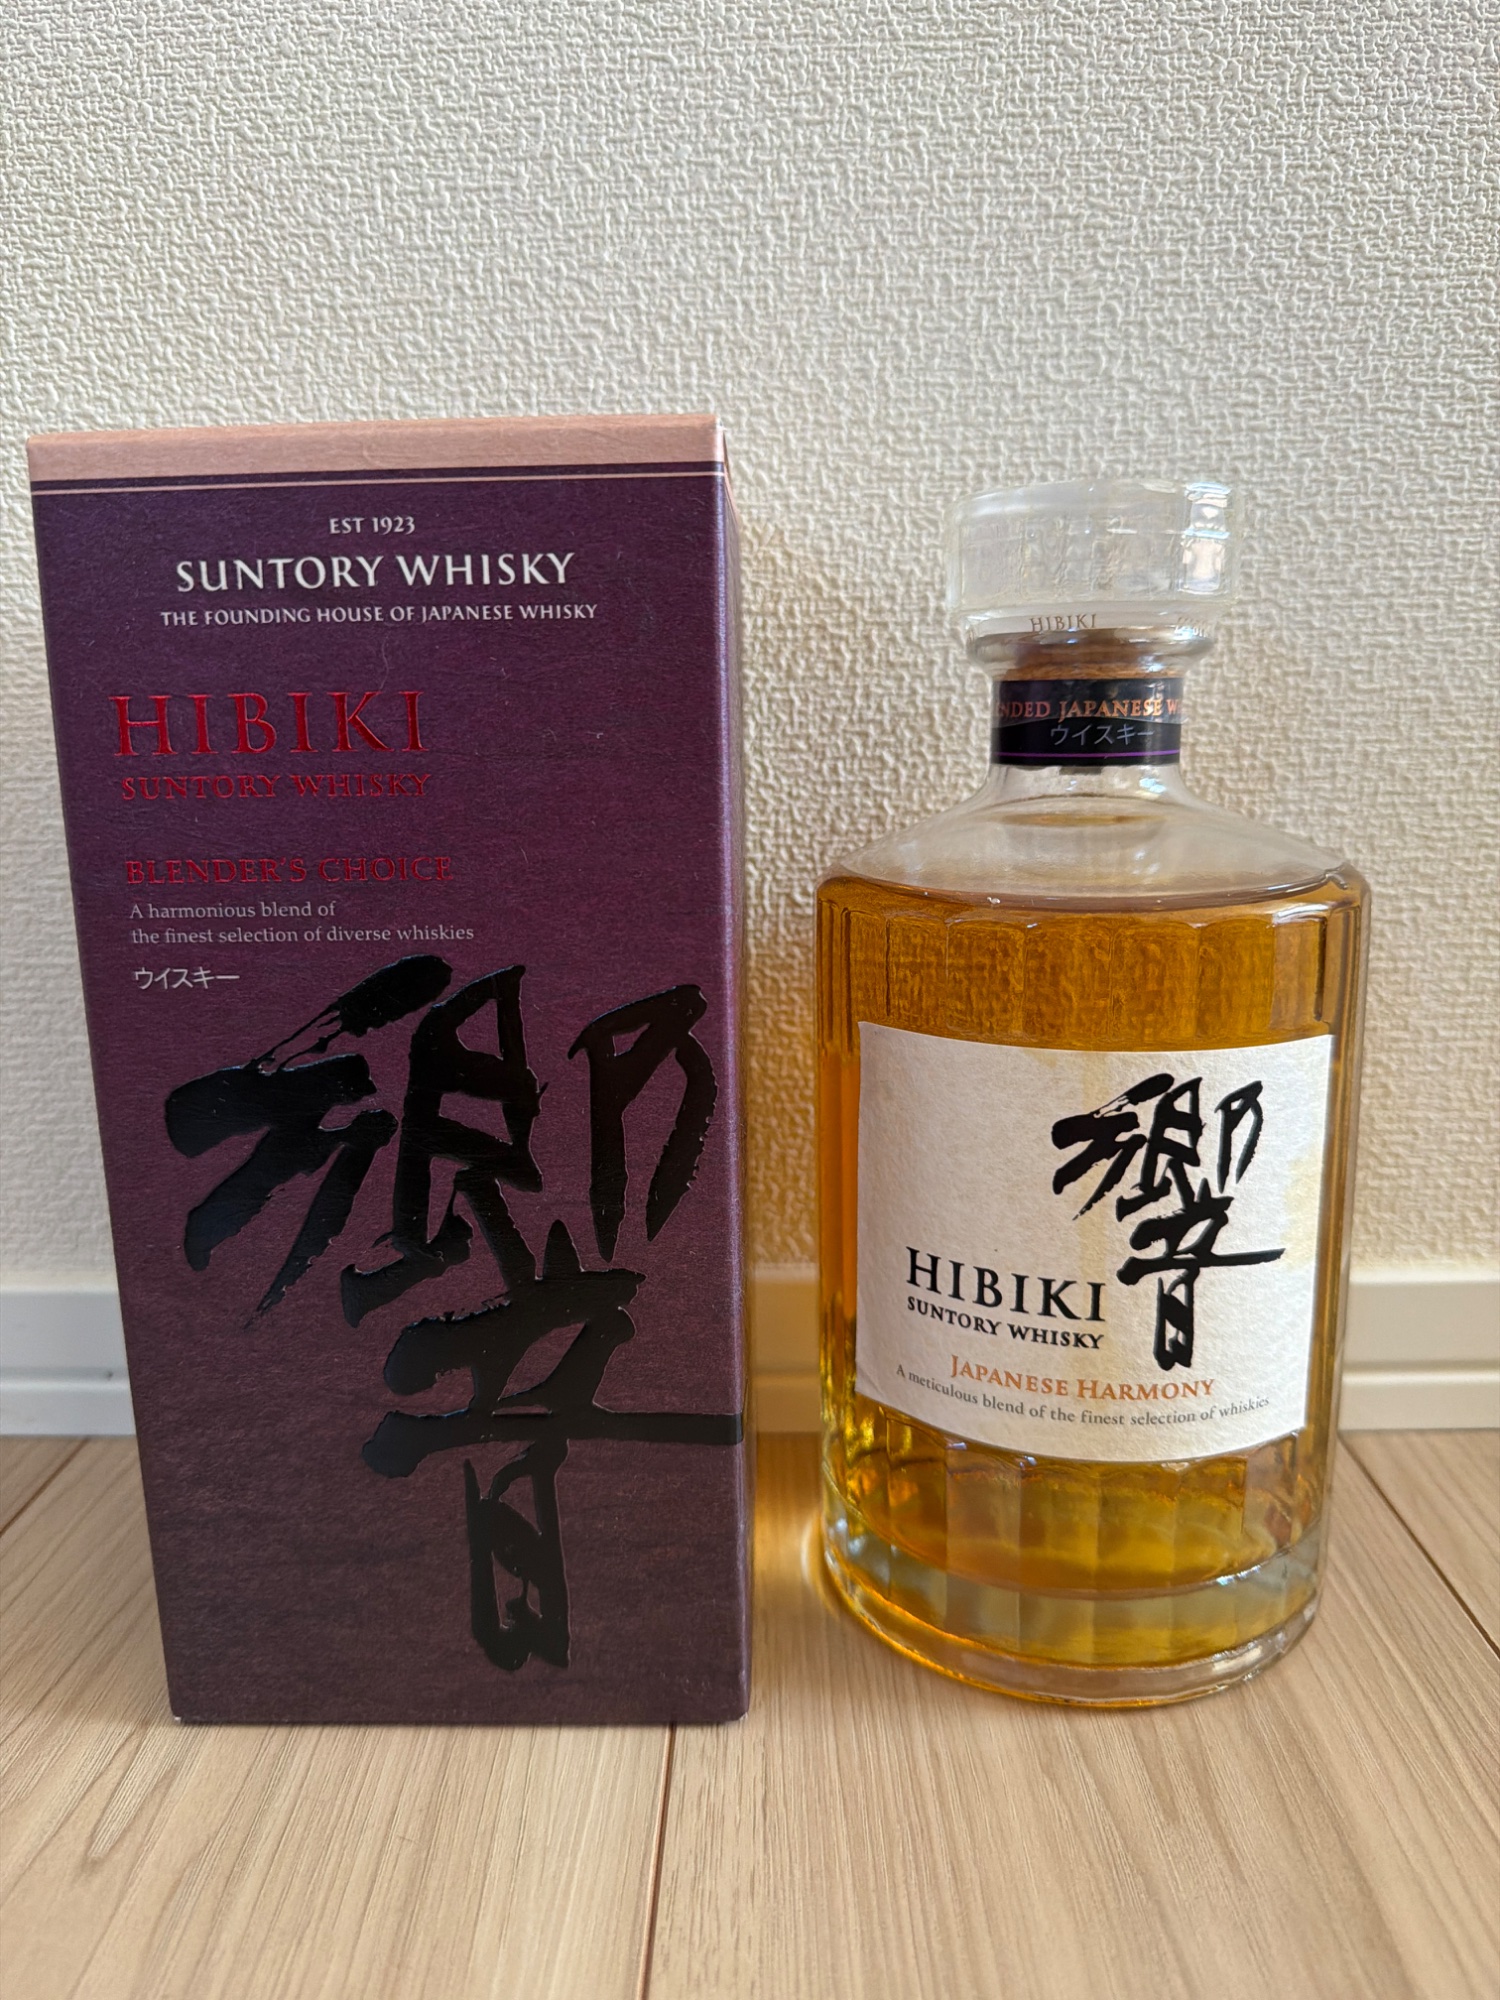 EST 1923
SUNTORY WHISKY
THE FOUNDING HOUSE OF JAPANESE WHISKY
HIBIKI
SUNTORY WHISKY
BLENDER'S CHOICE
A harmonious blend of
the finest selection of diverse whiskies
ウイスキー
響
HIBIKI
JAPANESE
ウイスキー
響
HIBIKI
SUNTORY WHISKY
JAPANESE HARMONY
A meticulous blend of the finest selection of whiskies